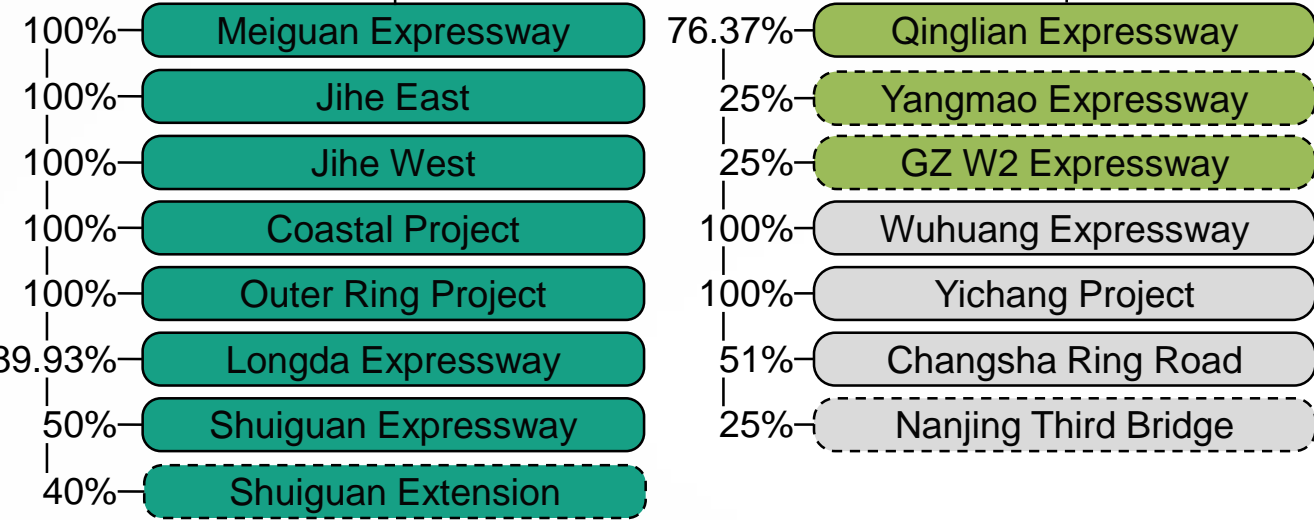 100% Meiguan Expressway
100% Jihe East
100% Jihe West
100% Coastal Project
100% Outer Ring Project
Longda Expressway
50% Shuiguan Expressway
40% Shuiguan Extension
76.37% Qinglian Expressway
25% Yangmao Expressway
25% GZ W2 Expressway
100% Wuhuang Expressway
100% Yichang Project
51% Changsha Ring Road
25% Nanjing Third Bridge